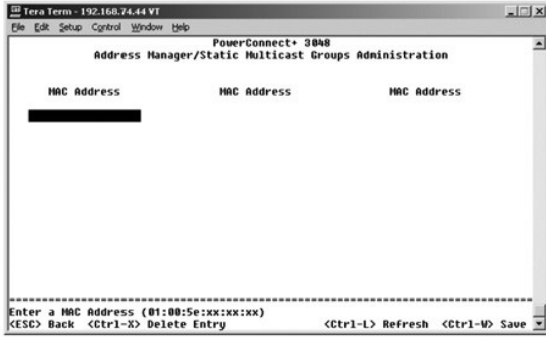 Tera Term - 192.168.74.44 VT
File Edit Setup Control Window Help
PowerConnect+ 3048
Address Manager/Static Multicast Groups Administration
MAC Address MAC Address MAC Address
================================================================================
Enter a MAC Address (01:00:5e:xx:xx:xx)
<ESC> Back <Ctrl-X> Delete Entry <Ctrl-L> Refresh <Ctrl-W> Save